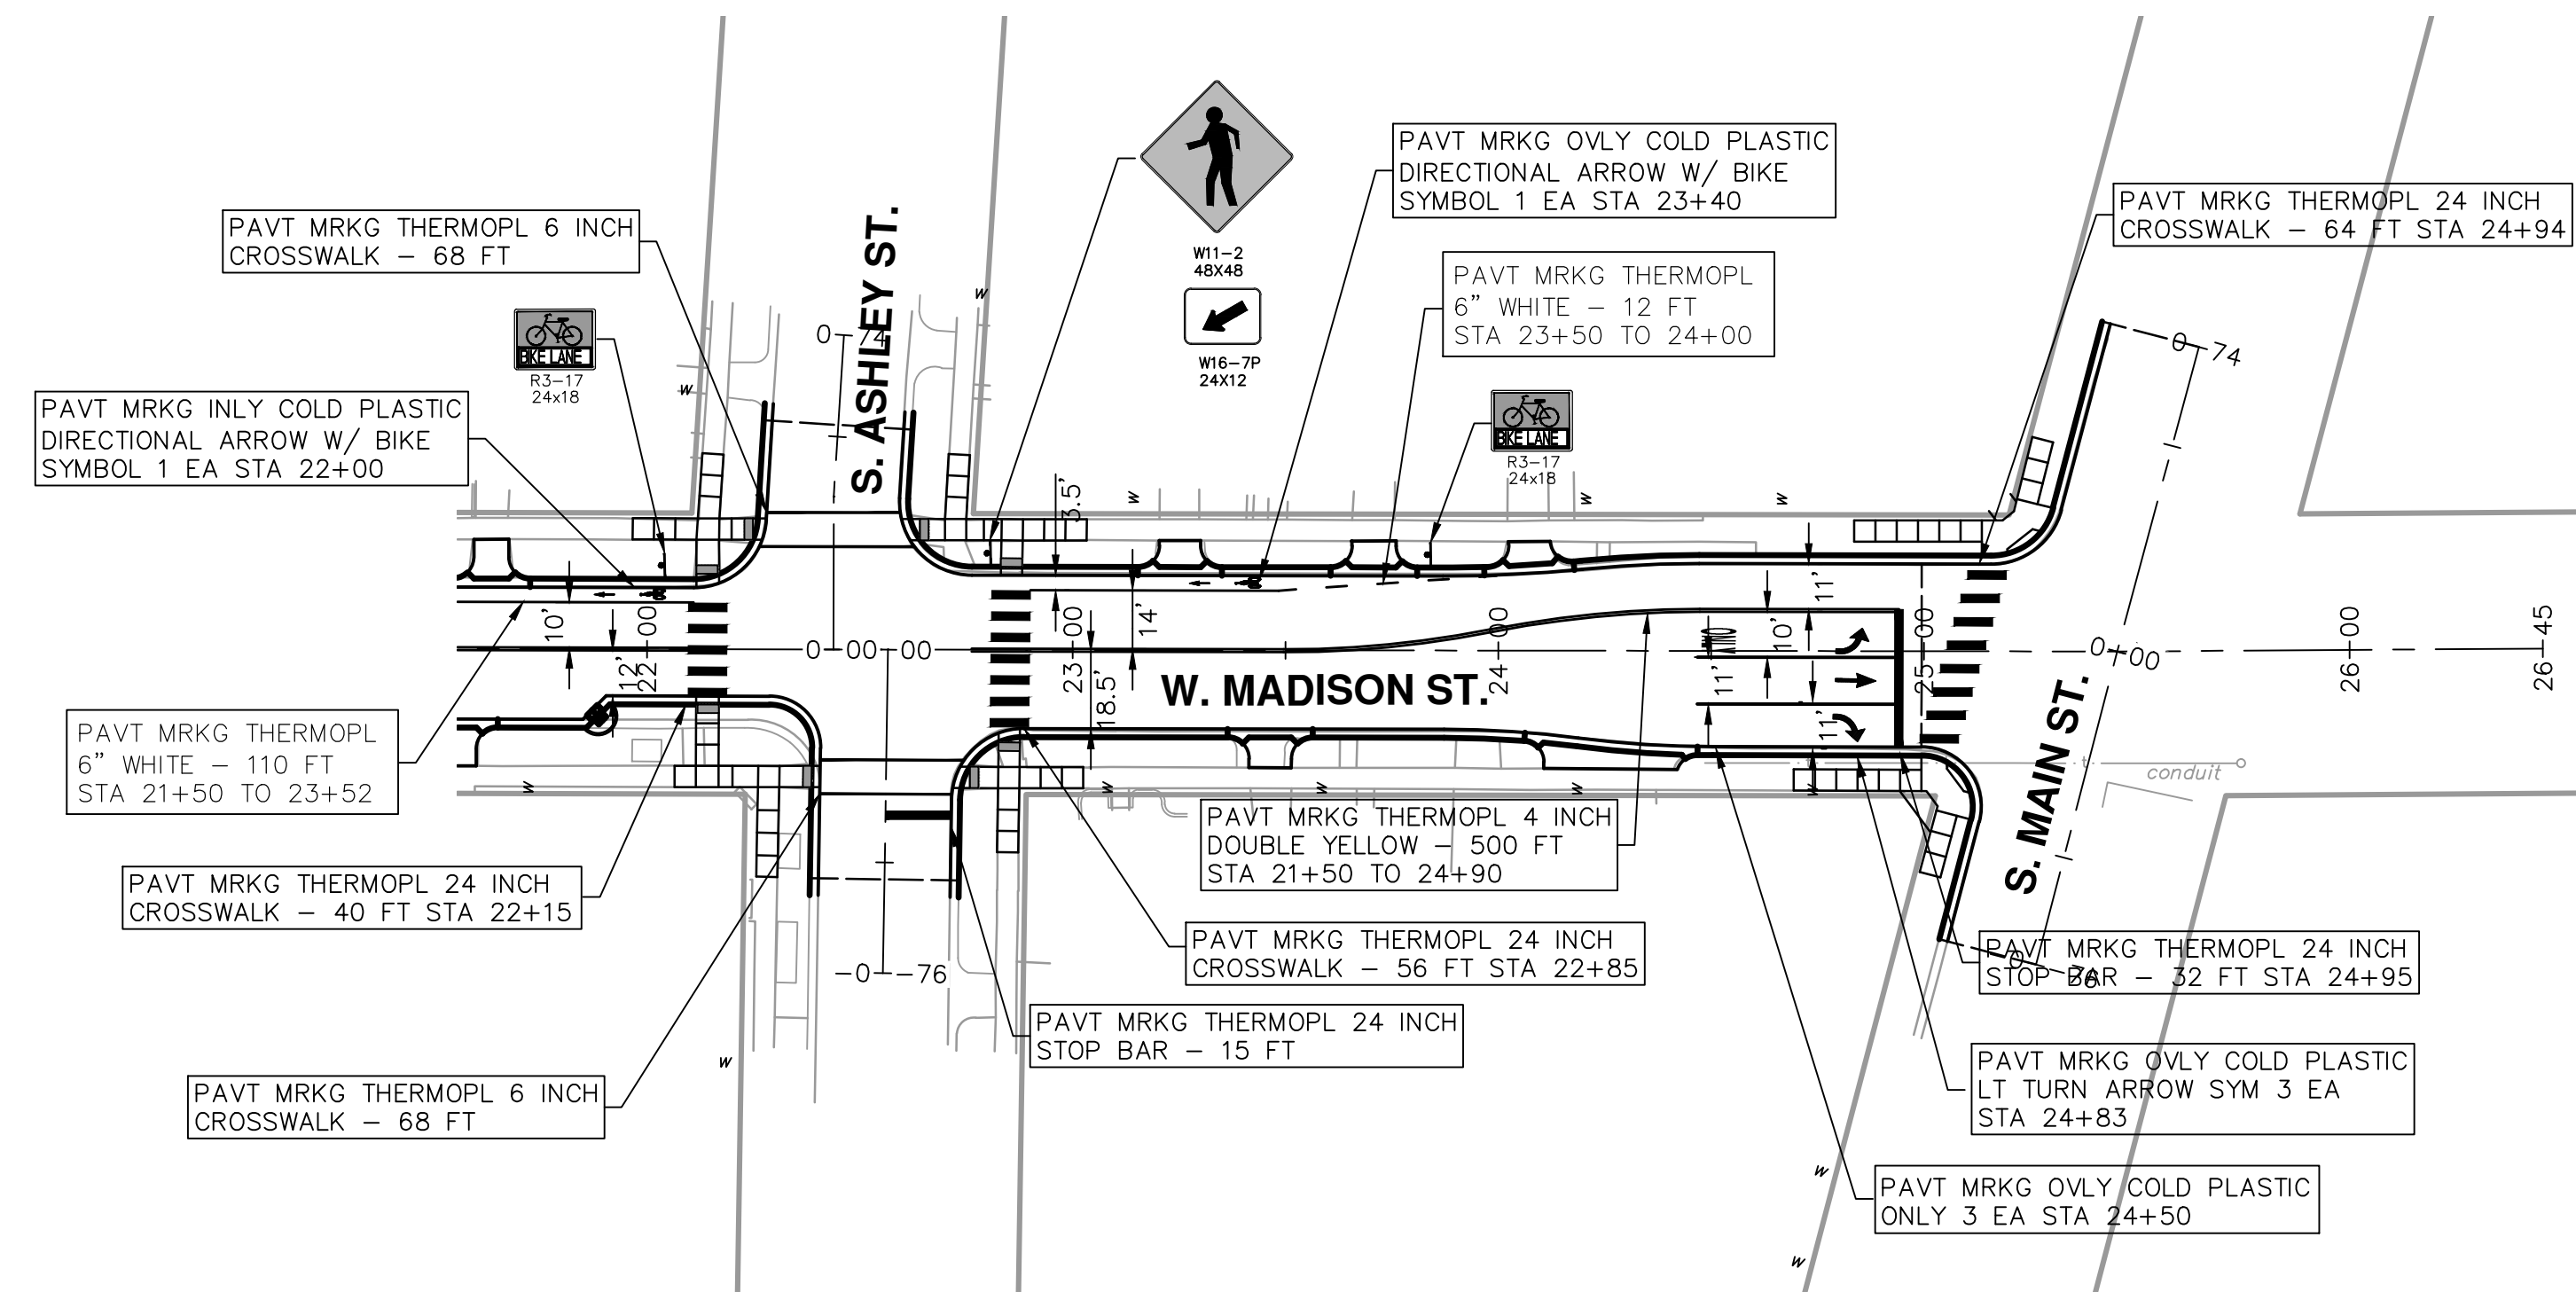 PAVT MRKG OVLY COLD PLASTIC
DIRECTIONAL ARROW W/ BIKE
SYMBOL 1 EA STA 23+40
PAVT MRKG THERMOPL 24 INCH
CROSSWALK - 64 FT STA 24+94
PAVT MRKG THERMOPL 6 INCH
CROSSWALK - 68 FT
S. ASHLEY ST.
W11-2
48X48
W16-7P
24X12
PAVT MRKG THERMOPL
6" WHITE - 12 FT
STA 23+50 TO 24+00
BIKE LANE
R3-17
24x18
0 74
0 74
PAVT MRKG INLY COLD PLASTIC
DIRECTIONAL ARROW W/ BIKE
SYMBOL 1 EA STA 22+00
BIKE LANE
R3-17
24x18
W
W
W
W
W
3.5'
10'
12'
22+00
0+00+00
23+00
14'
18.5'
24+00
11'
10'
11'
11'
25+00
0+00
26+00
26+45
W. MADISON ST.
S. MAIN ST.
conduit
t
W
W
W
W
W
PAVT MRKG THERMOPL
6" WHITE - 110 FT
STA 21+50 TO 23+52
PAVT MRKG THERMOPL 4 INCH
DOUBLE YELLOW - 500 FT
STA 21+50 TO 24+90
PAVT MRKG THERMOPL 24 INCH
CROSSWALK - 40 FT STA 22+15
PAVT MRKG THERMOPL 24 INCH
CROSSWALK - 56 FT STA 22+85
PAVT MRKG THERMOPL 24 INCH
STOP BAR - 32 FT STA 24+95
-0 -76
0 -76
PAVT MRKG THERMOPL 24 INCH
STOP BAR - 15 FT
PAVT MRKG OVLY COLD PLASTIC
LT TURN ARROW SYM 3 EA
STA 24+83
W
PAVT MRKG THERMOPL 6 INCH
CROSSWALK - 68 FT
PAVT MRKG OVLY COLD PLASTIC
ONLY 3 EA STA 24+50
W
W